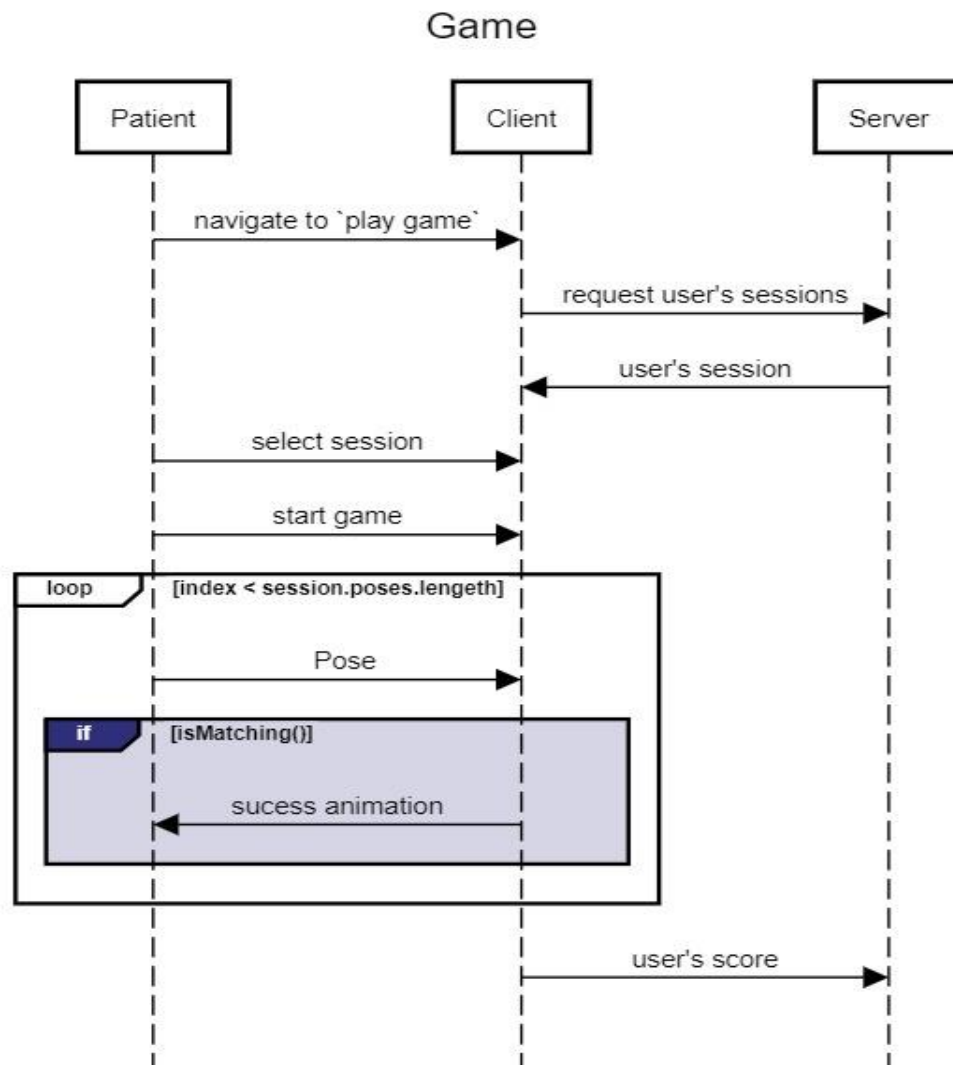 Game
Patient
Client
Server
navigate to `play game`
request user's sessions
user's session
select session
start game
loop
[index < session.poses.lengeth]
Pose
if
[isMatching()]
sucess animation
user's score